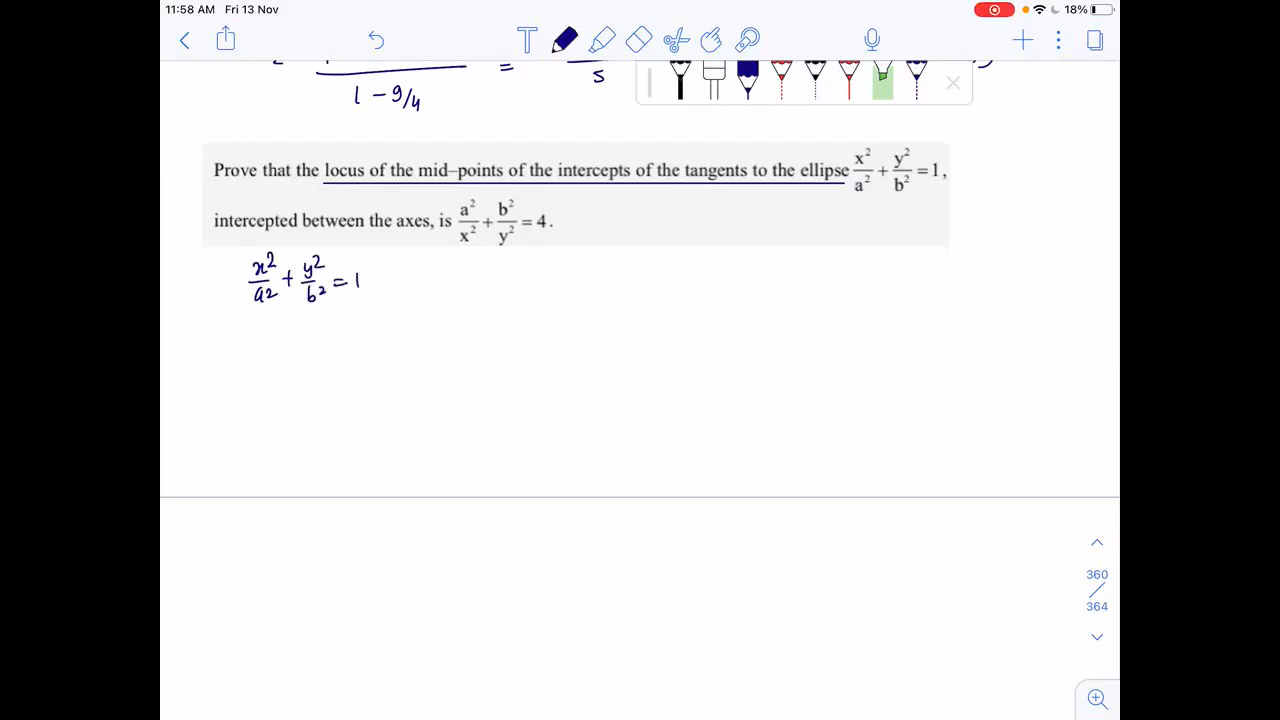 11:58 AM Fri 13 Nov
18%
T
=
s
1 - 9/4
Prove that the locus of the mid–points of the intercepts of the tangents to the ellipse x²/a² + y²/b² = 1,
intercepted between the axes, is a²/x² + b²/y² = 4.
x²/a² + y²/b² = 1
360
364